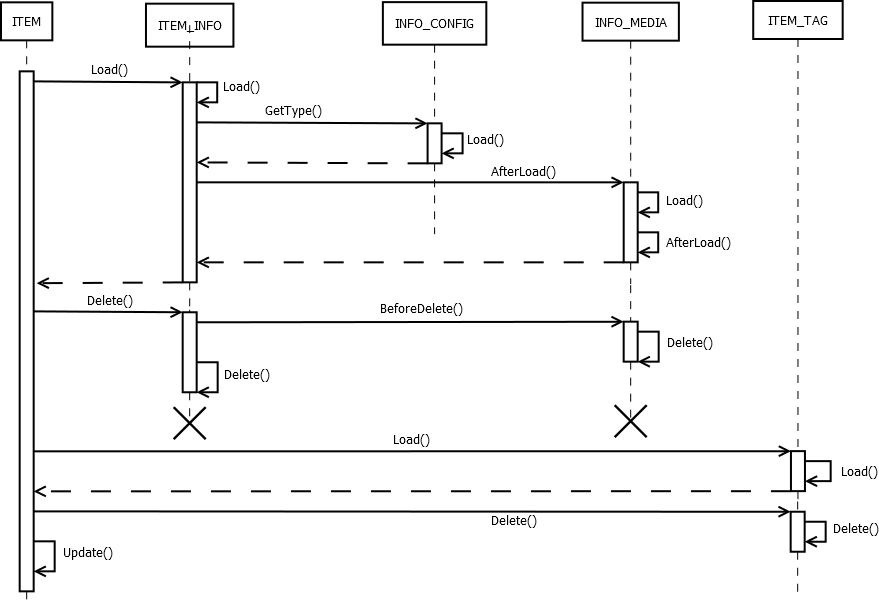 ITEM
ITEM_INFO
INFO_CONFIG
INFO_MEDIA
ITEM_TAG
Load()
Load()
GetType()
Load()
AfterLoad()
Load()
AfterLoad()
Delete()
BeforeDelete()
Delete()
Delete()
Load()
Load()
Delete()
Delete()
Update()